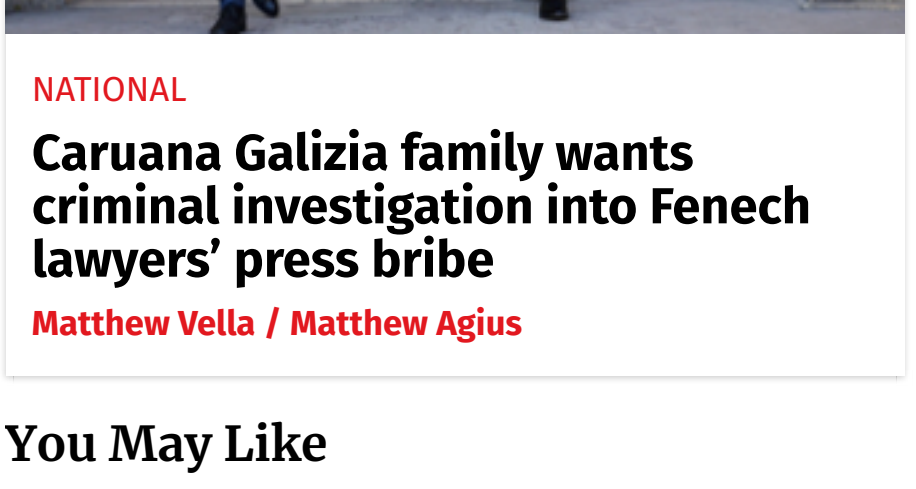 NATIONAL
Caruana Galizia family wants
criminal investigation into Fenech
lawyers’ press bribe
Matthew Vella / Matthew Agius
You May Like